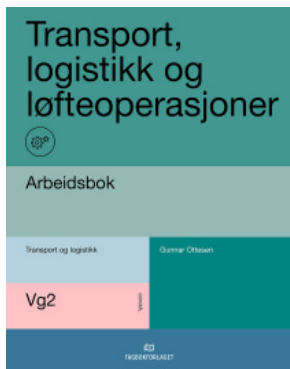 Transport,
logistikk og
løfteoperasjoner
Arbeidsbok
Transport og logistikk
Gunnar Ottesen
Vg2
FAGBOKFORLAGET